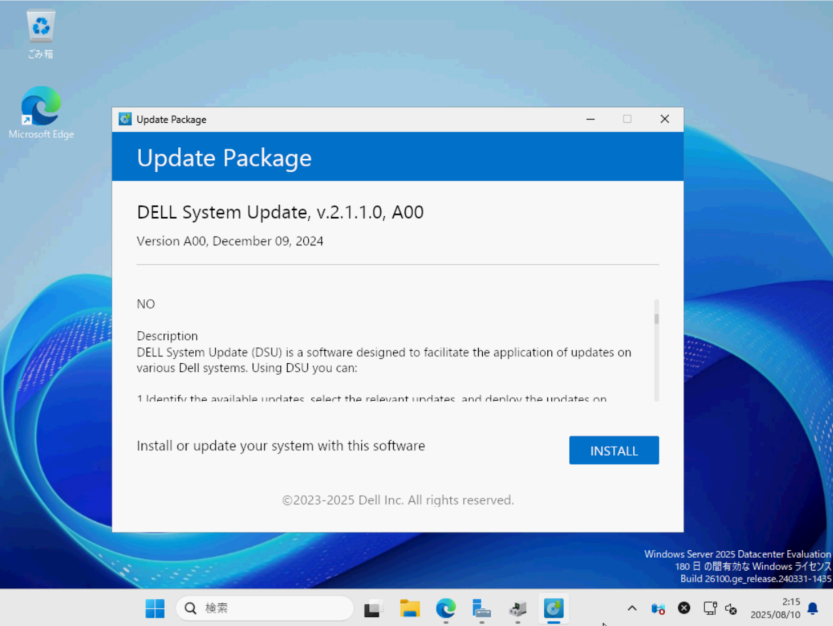 ごみ箱
Microsoft Edge
Update Package
Update Package
DELL System Update, v.2.1.1.0, A00
Version A00, December 09, 2024
NO
Description
DELL System Update (DSU) is a software designed to facilitate the application of updates on
various Dell systems. Using DSU you can:
1.Identify the available updates, select the relevant updates, and deploy the updates on
Install or update your system with this software
INSTALL
©2023-2025 Dell Inc. All rights reserved.
Windows Server 2025 Datacenter Evaluation
180 日 の間有効な Windows ライセンス
Build 26100.ge_release.240331-1435
検索
2:15
2025/08/10